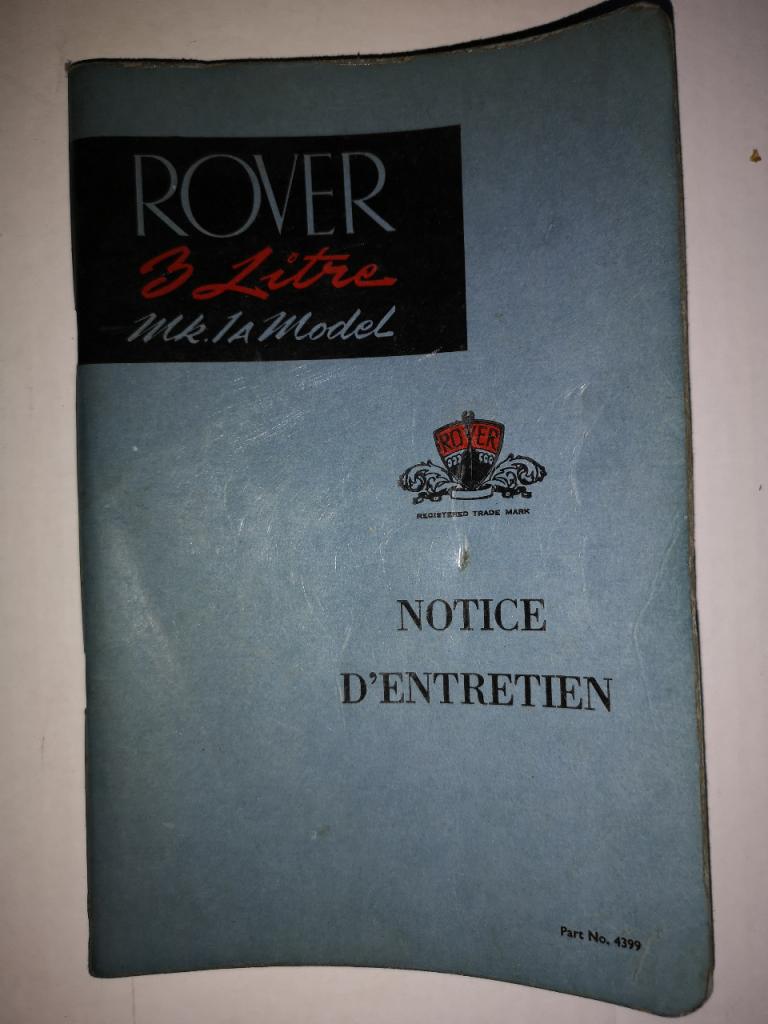 ROVER
3 Litre
Mk.1A Model
ROVER
REGISTERED TRADE MARK
NOTICE
D'ENTRETIEN
Part No. 4399